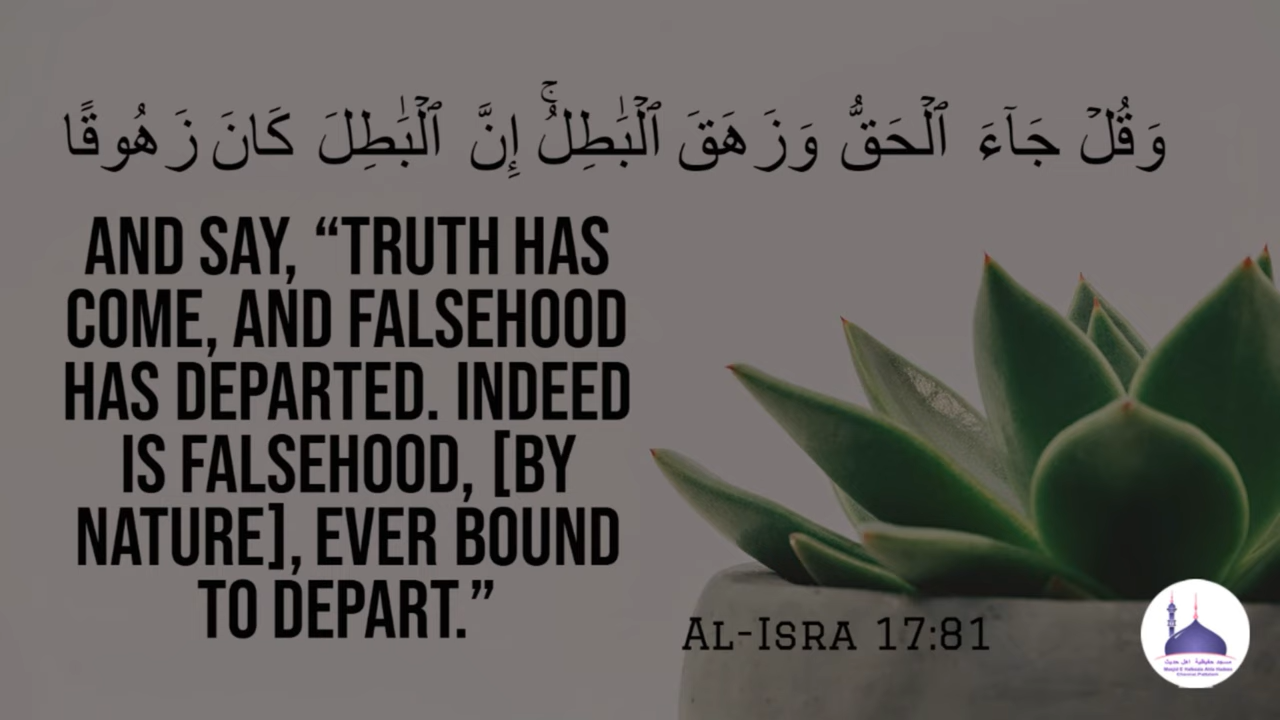 وَقُلْ جَآءَ ٱلْحَقُّ وَزَهَقَ ٱلْبَٰطِلُ ۚ إِنَّ ٱلْبَٰطِلَ كَانَ زَهُوقًا
AND SAY, “TRUTH HAS
COME, AND FALSEHOOD
HAS DEPARTED. INDEED
IS FALSEHOOD, [BY
NATURE], EVER BOUND
TO DEPART.”
AL-ISRA 17:81